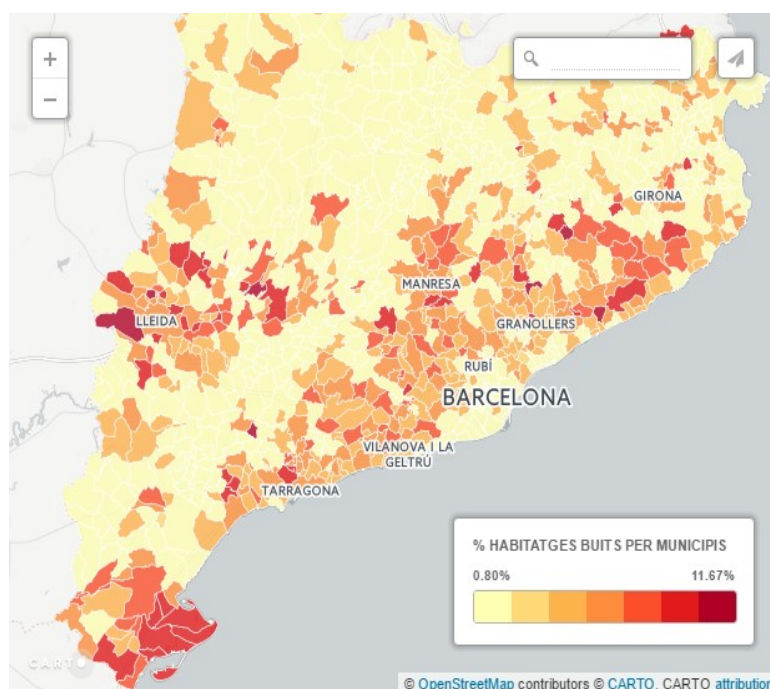 +
−
GIRONA
MANRESA
LLEIDA
GRANOLLERS
RUBÍ
BARCELONA
VILANOVA I LA
GELTRÚ
TARRAGONA
% HABITATGES BUITS PER MUNICIPIS
0.80% 11.67%
CARTO
© OpenStreetMap contributors © CARTO, CARTO attribution